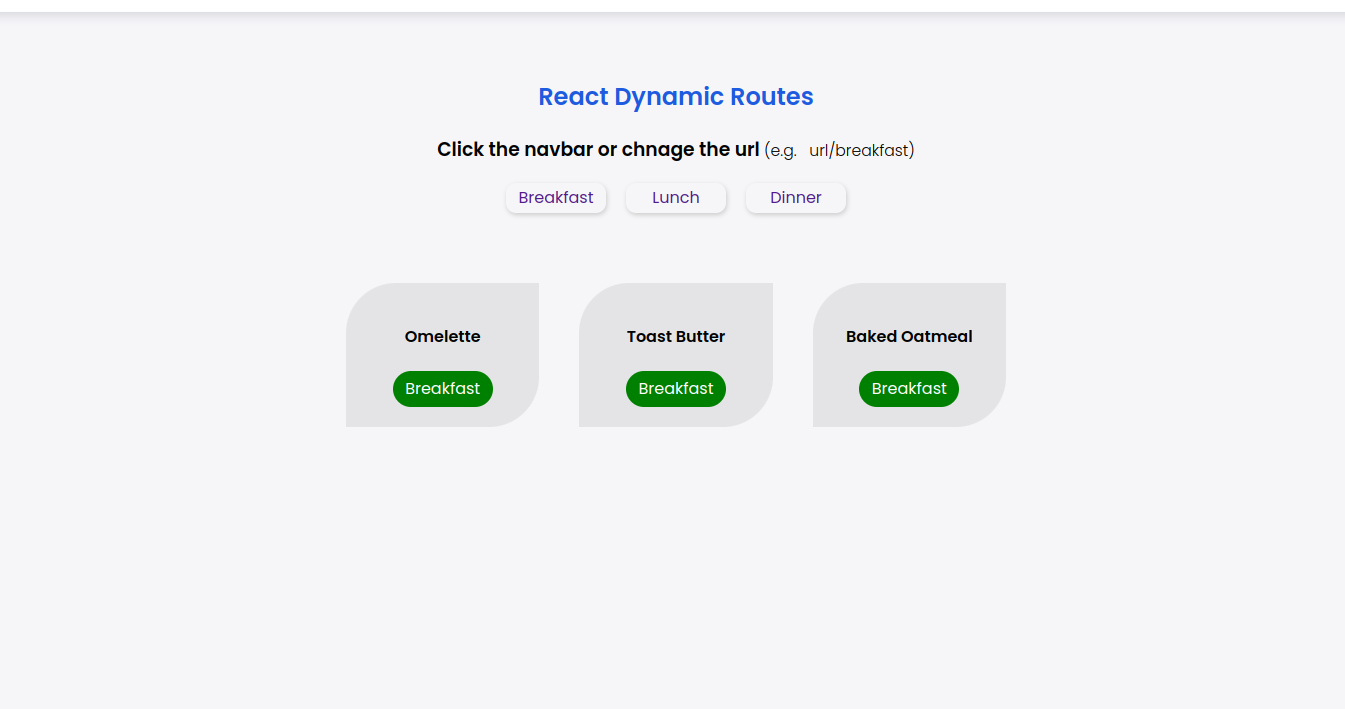 React Dynamic Routes
Click the navbar or chnage the url (e.g. url/breakfast)
Breakfast Lunch Dinner
Omelette Toast Butter Baked Oatmeal
Breakfast Breakfast Breakfast